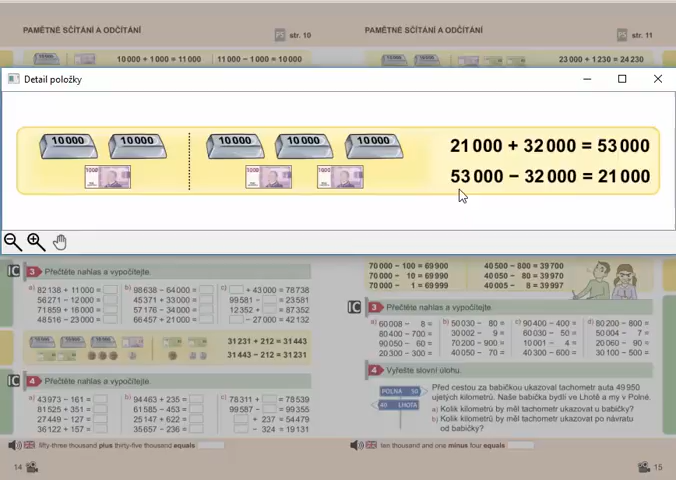 PAMĚTNÉ SČÍTÁNÍ A ODČÍTÁNÍ
PS str. 10
10 000 + 1 000 = 11 000 11 000 − 1 000 = 10 000
PAMĚTNÉ SČÍTÁNÍ A ODČÍTÁNÍ
PS str. 11
23 000 + 1 230 = 24 230
Detail položky
10 000 10 000 10 000 10 000 10 000
1000 1000 1000
21 000 + 32 000 = 53 000
53 000 − 32 000 = 21 000
IC 3 Přečtěte nahlas a vypočítejte.
a) 82 138 + 11 000 =
56 271 − 12 000 =
71 859 + 16 000 =
48 516 − 23 000 =
b) 98 638 − 64 000 =
45 371 + 33 000 =
57 176 − 34 000 =
66 457 + 21 000 =
c) + 43 000 = 78 738
99 581 − = 23 581
12 352 + = 87 352
− 27 000 = 42 132
31 231 + 212 = 31 443
31 443 − 212 = 31 231
IC 4 Přečtěte nahlas a vypočítejte.
a) 43 973 − 161 =
81 525 + 351 =
27 449 − 127 =
36 122 + 157 =
b) 94 463 + 235 =
61 585 − 453 =
25 147 + 622 =
35 657 − 236 =
c) 78 311 + = 78 539
99 587 − = 99 355
+ 237 = 54 479
− 324 = 19 131
fifty-three thousand plus thirty-five thousand equals
14
70 000 − 100 = 69 900
70 000 − 10 = 69 990
70 000 − 1 = 69 999
40 500 − 800 = 39 700
40 050 − 80 = 39 970
40 005 − 8 = 39 997
IC 3 Přečtěte nahlas a vypočítejte.
a) 60 008 − 8 =
80 400 − 700 =
90 050 − 60 =
20 300 − 300 =
b) 50 030 − 80 =
30 002 − 9 =
70 200 − 900 =
40 050 − 70 =
c) 90 400 − 400 =
60 030 − 50 =
10 001 − 4 =
40 300 − 600 =
d) 80 200 − 800 =
50 004 − 7 =
20 060 − 90 =
30 100 − 500 =
4 Vyřešte slovní úlohu.
POLNÁ 50
40 LHOTA
Před cestou za babičkou ukazoval tachometr auta 49 950
ujetých kilometrů. Naše babička bydlí ve Lhotě a my v Polné.
a) Kolik kilometrů by měl tachometr ukazovat u babičky?
b) Kolik kilometrů by měl tachometr ukazovat po návratu
od babičky?
ten thousand and one minus four equals
15